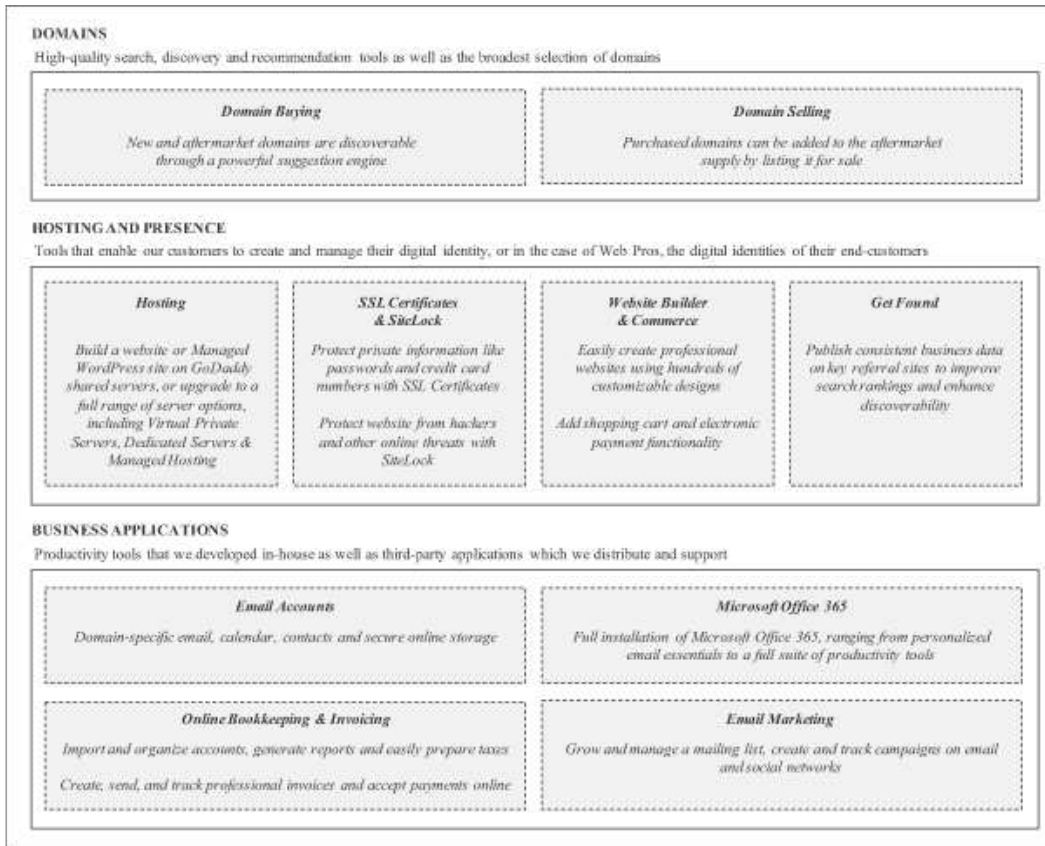 DOMAINS
High-quality search, discovery and recommendation tools as well as the broadest selection of domains
Domain Buying
New and aftermarket domains are discoverable
through a powerful suggestion engine
Domain Selling
Purchased domains can be added to the aftermarket
supply by listing it for sale
HOSTING AND PRESENCE
Tools that enable our customers to create and manage their digital identity, or in the case of Web Pros, the digital identities of their end-customers
Hosting
Build a website or Managed
WordPress site on GoDaddy
shared servers, or upgrade to a
full range of server options,
including Virtual Private
Servers, Dedicated Servers &
Managed Hosting
SSL Certificates
& SiteLock
Protect private information like
passwords and credit card
numbers with SSL Certificates
Protect website from hackers
and other online threats with
SiteLock
Website Builder
& Commerce
Easily create professional
websites using hundreds of
customizable designs
Add shopping cart and electronic
payment functionality
Get Found
Publish consistent business data
on key referral sites to improve
search rankings and enhance
discoverability
BUSINESS APPLICATIONS
Productivity tools that we developed in-house as well as third-party applications which we distribute and support
Email Accounts
Domain-specific email, calendar, contacts and secure online storage
Microsoft Office 365
Full installation of Microsoft Office 365, ranging from personalized
email essentials to a full suite of productivity tools
Online Bookkeeping & Invoicing
Import and organize accounts, generate reports and easily prepare taxes
Create, send, and track professional invoices and accept payments online
Email Marketing
Grow and manage a mailing list, create and track campaigns on email
and social networks